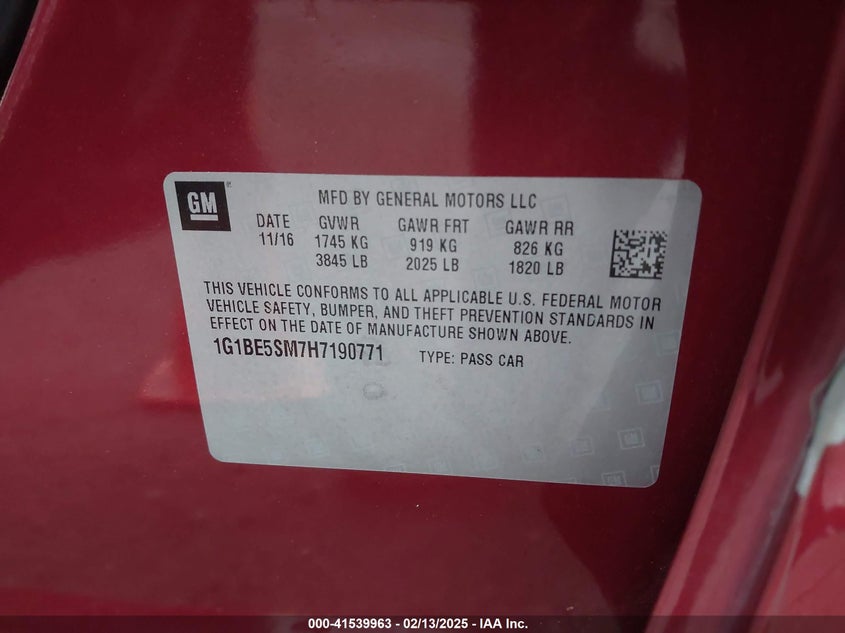 GM
MFD BY GENERAL MOTORS LLC
DATE GVWR GAWR FRT GAWR RR
11/16 1745 KG 919 KG 826 KG
3845 LB 2025 LB 1820 LB
THIS VEHICLE CONFORMS TO ALL APPLICABLE U.S. FEDERAL MOTOR
VEHICLE SAFETY, BUMPER, AND THEFT PREVENTION STANDARDS IN
EFFECT ON THE DATE OF MANUFACTURE SHOWN ABOVE.
1G1BE5SM7H7190771 TYPE: PASS CAR
000-41539963 - 02/13/2025 - IAA Inc.